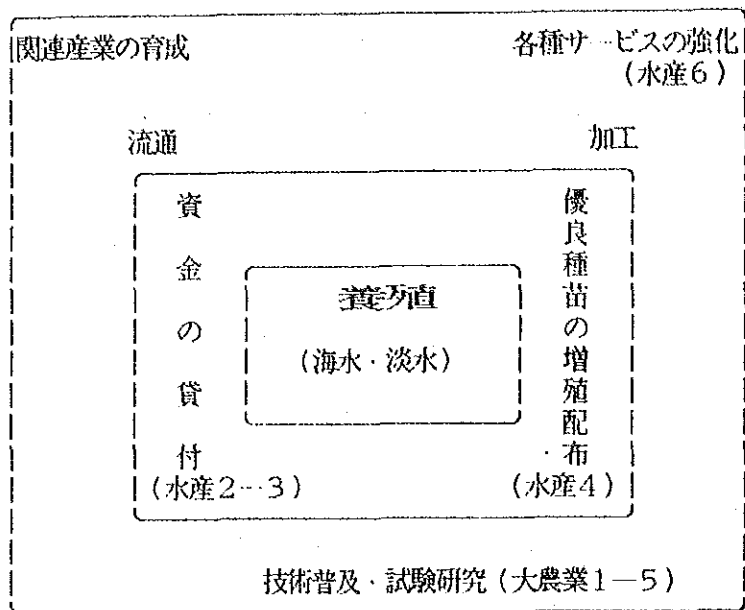 関連産業の育成
各種サービスの強化
(水産6)
流通
加工
資金の貸付
(水産2-3)
優良種苗の増殖配布
(水産4)
養殖
(海水・淡水)
技術普及・試験研究(大農業1-5)